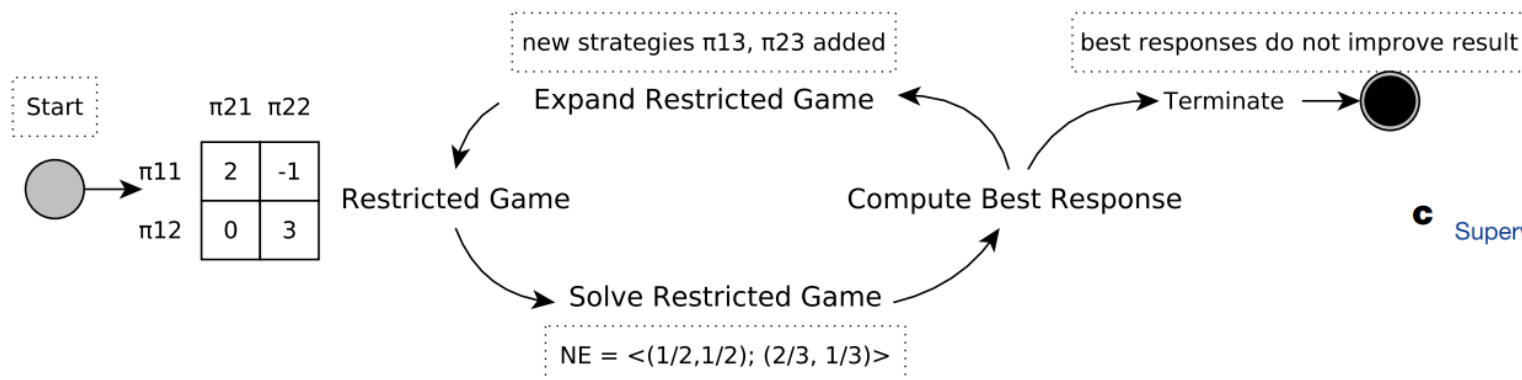 new strategies π13, π23 added
best responses do not improve result
Start
π21 π22
Expand Restricted Game
Terminate
π11 2 -1
Restricted Game
Compute Best Response
π12 0 3
c
Solve Restricted Game
NE = <(1/2,1/2); (2/3, 1/3)>